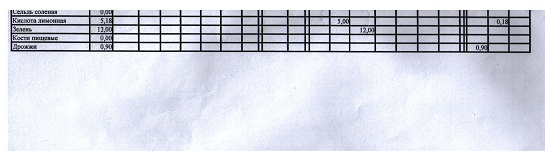 Сельдь соленая 0,00
Кислота лимонная 5,18 5,00 0,18
Зелень 12,00 12,00
Кости пищевые 0,00
Дрожжи 0,90 0,90